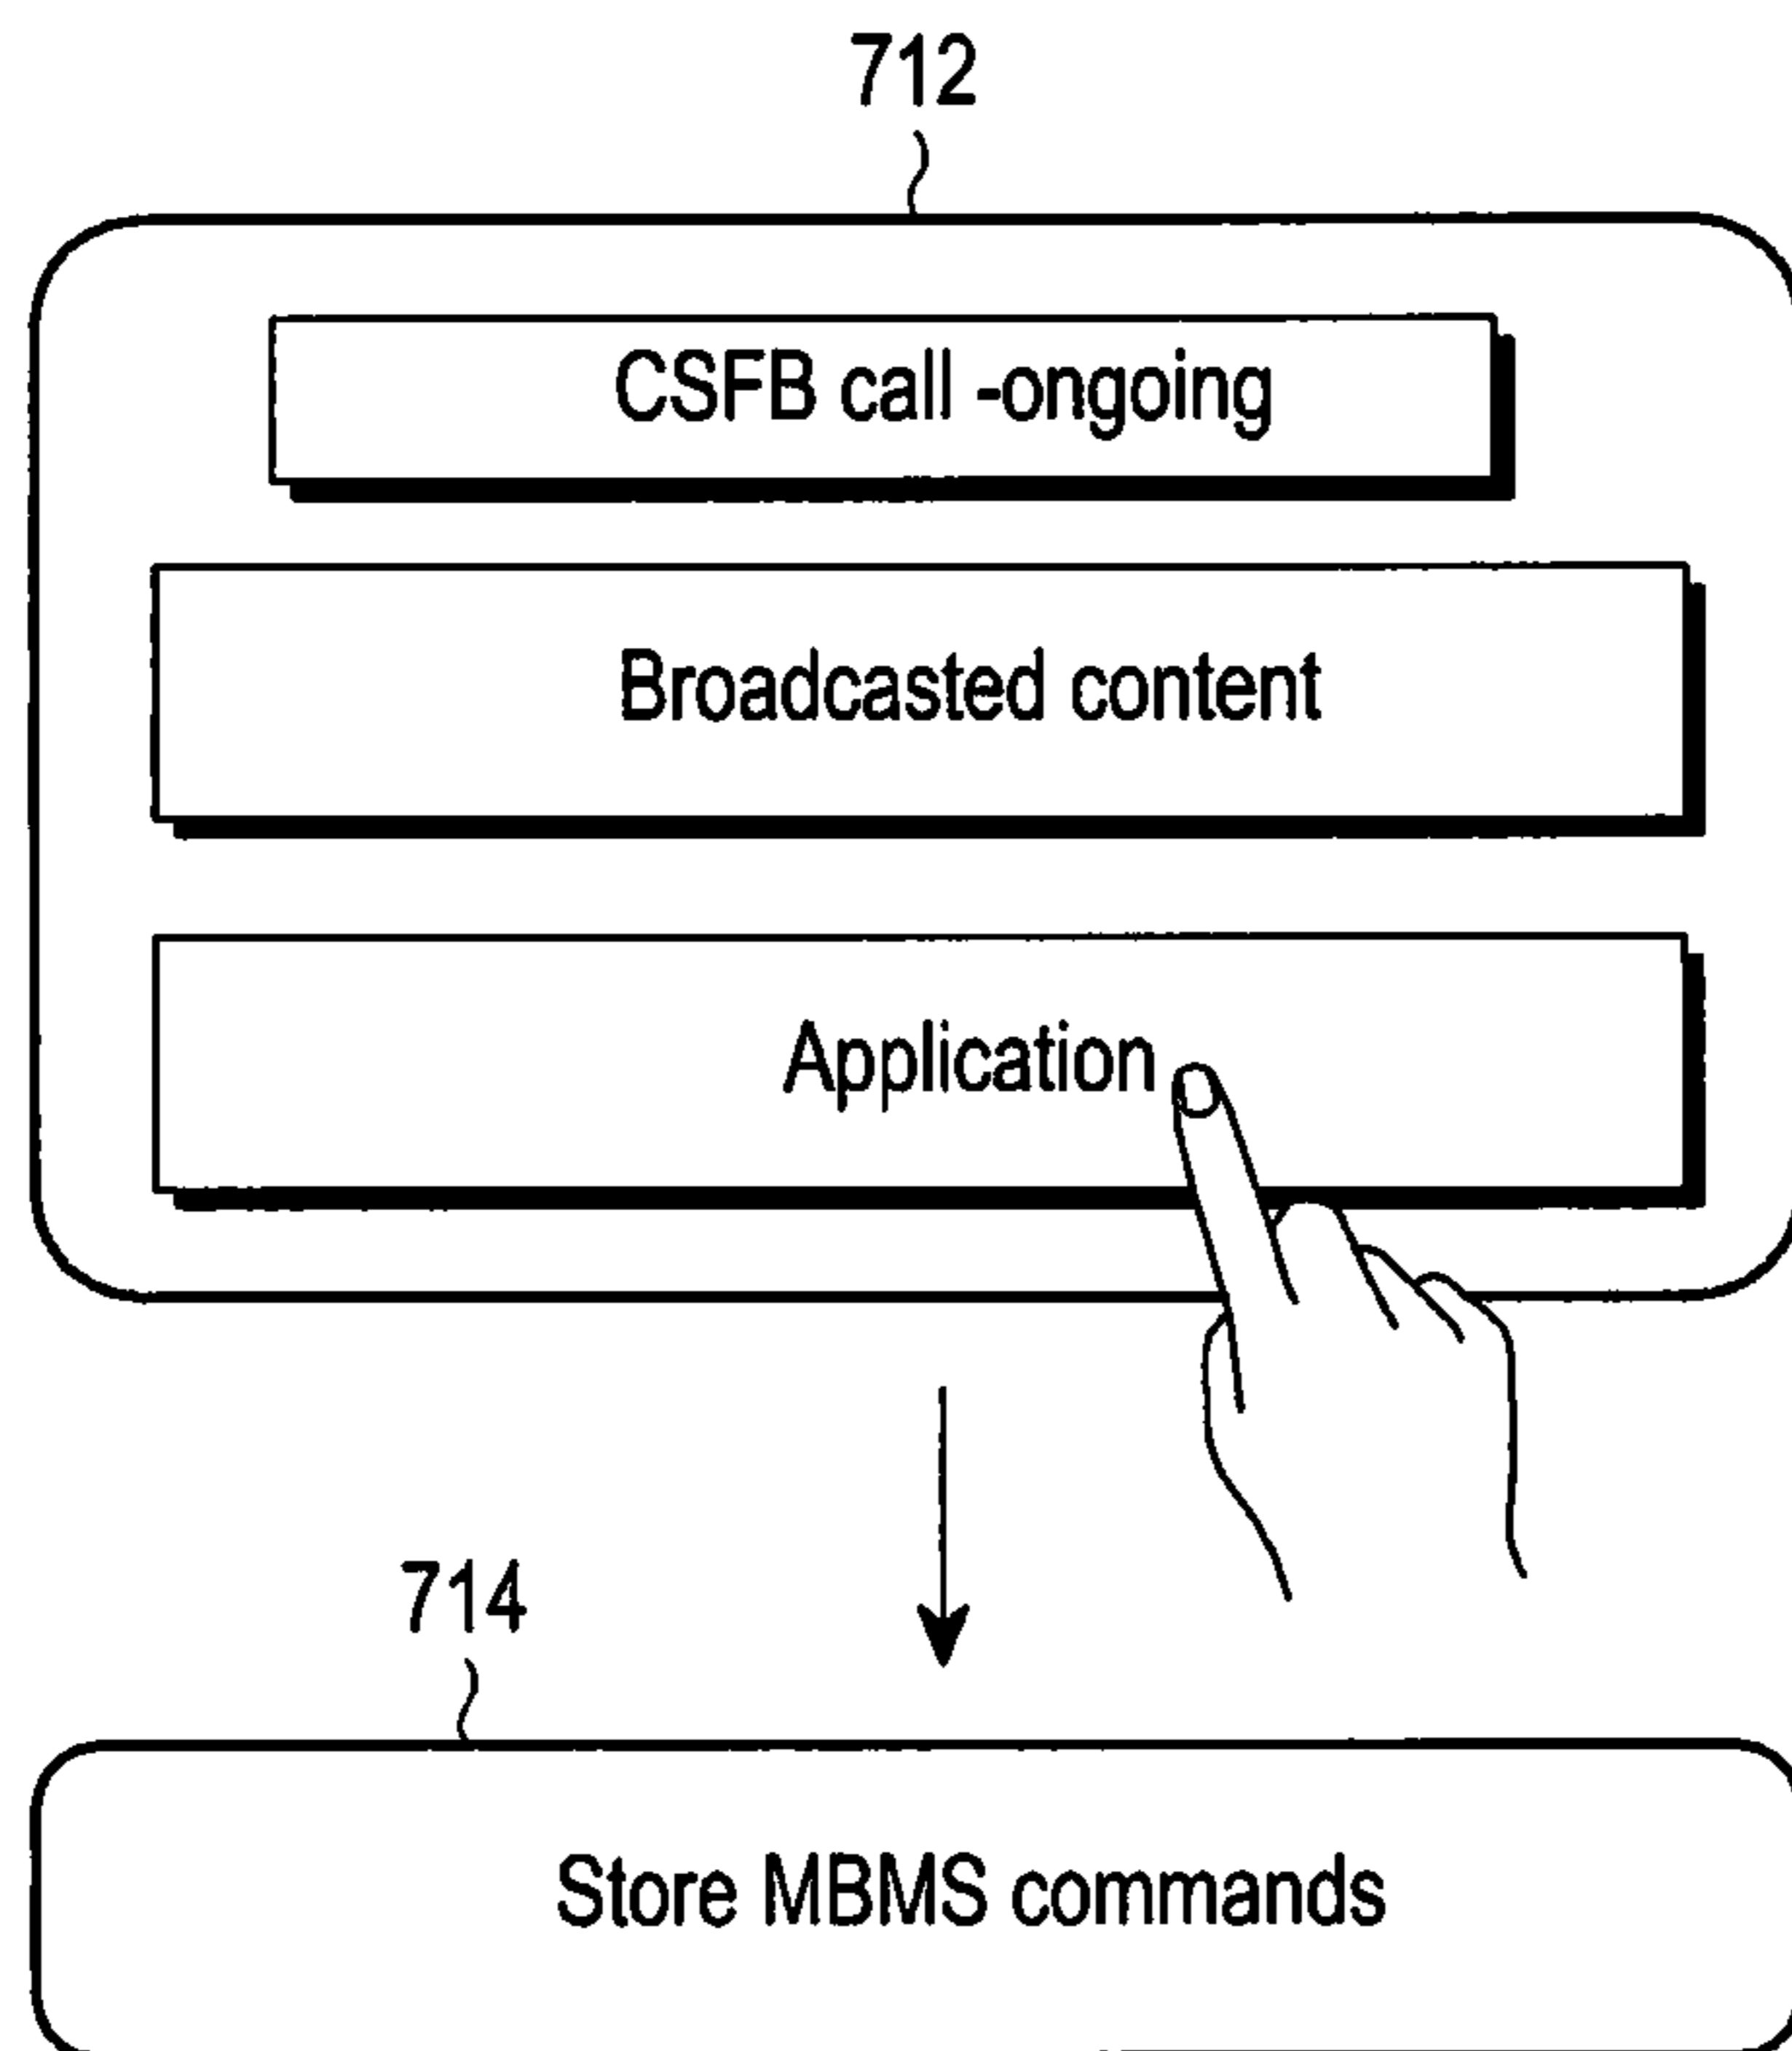 712
CSFB call -ongoing
Broadcasted content
Application
714
Store MBMS commands